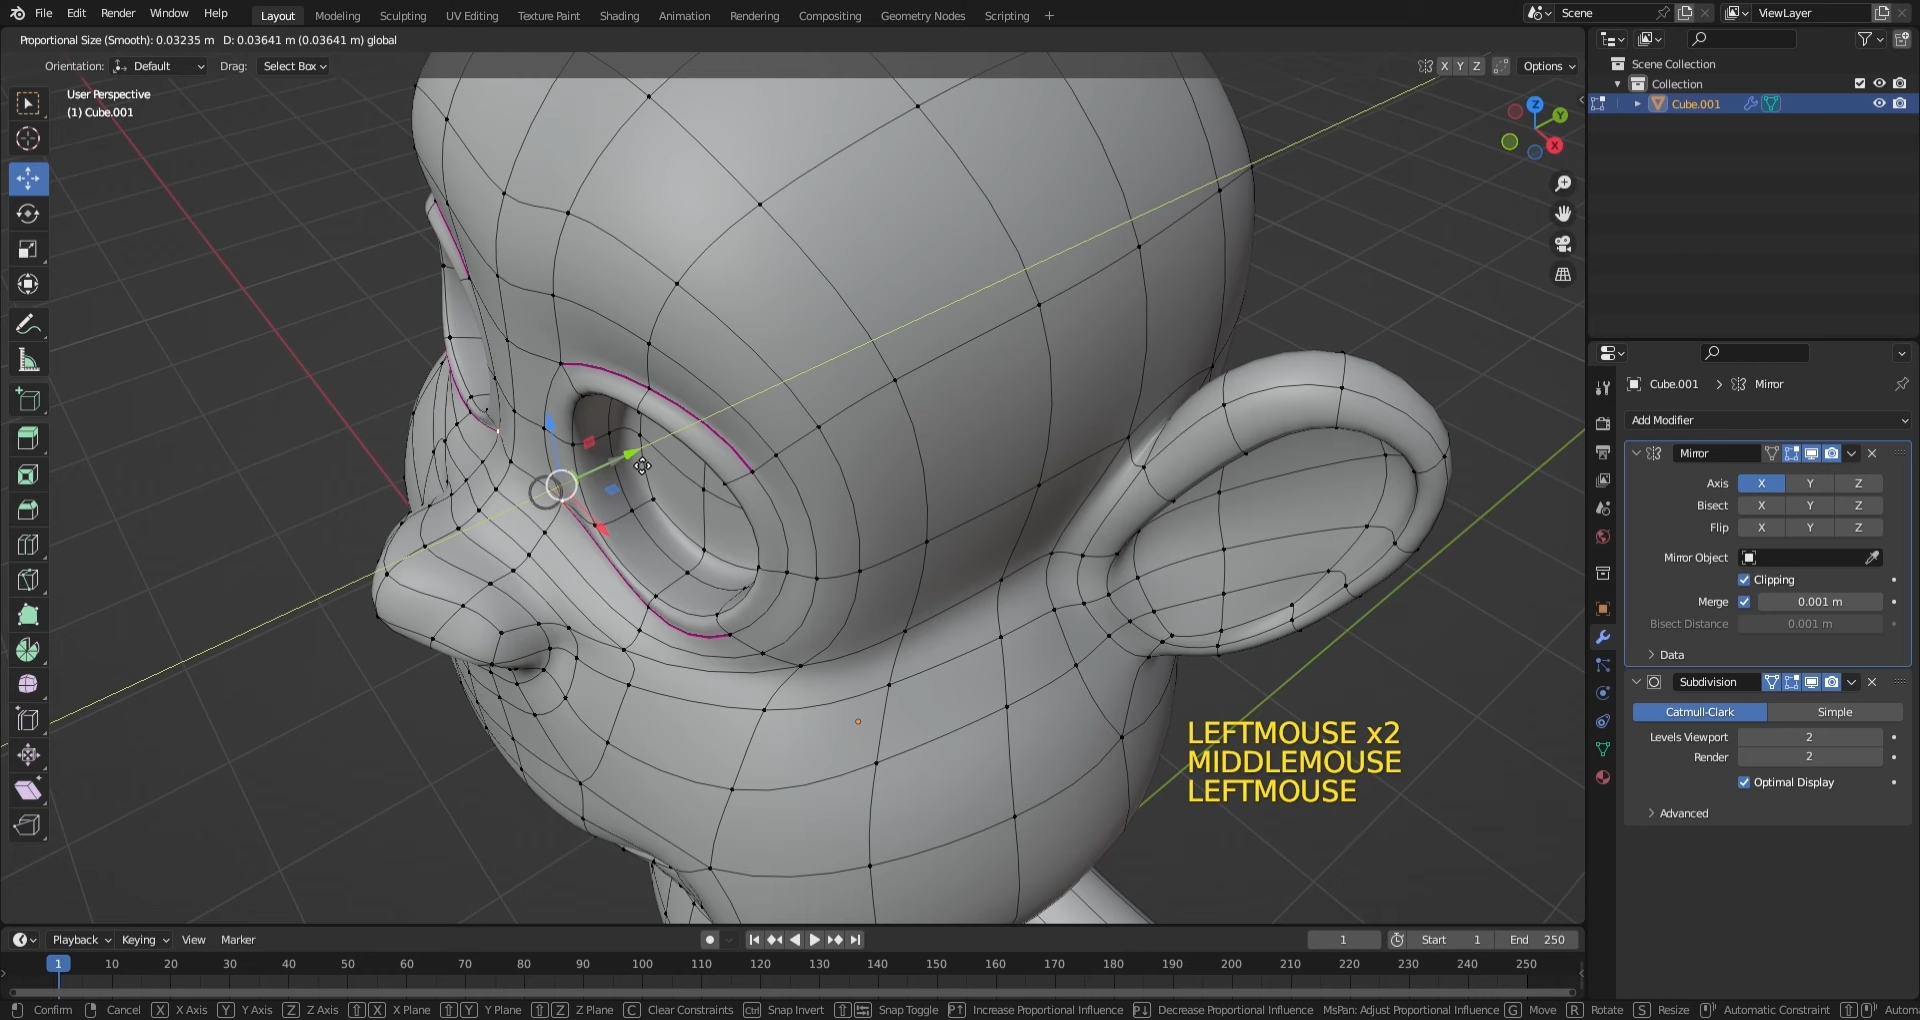 File Edit Render Window Help Layout Modeling Sculpting UV Editing Texture Paint Shading Animation Rendering Compositing Geometry Nodes Scripting + Scene ViewLayer
Proportional Size (Smooth): 0.03235 m D: 0.03641 m (0.03641 m) global
Orientation: Default Drag: Select Box X Y Z Options
User Perspective
(1) Cube.001
Z
Y
X
Scene Collection
Collection
Cube.001
Cube.001 > Mirror
Add Modifier
Mirror
Axis X Y Z
Bisect X Y Z
Flip X Y Z
Mirror Object
Clipping
Merge 0.001 m
Bisect Distance 0.001 m
Data
Subdivision
Catmull-Clark Simple
Levels Viewport 2
Render 2
Optimal Display
Advanced
LEFTMOUSE x2
MIDDLEMOUSE
LEFTMOUSE
Playback Keying View Marker 1 Start 1 End 250
1 10 20 30 40 50 60 70 80 90 100 110 120 130 140 150 160 170 180 190 200 210 220 230 240 250
Confirm Cancel X X Axis Y Y Axis Z Z Axis X X Plane Y Y Plane Z Z Plane C Clear Constraints Ctrl Snap Invert Snap Toggle P↑ Increase Proportional Influence P↓ Decrease Proportional Influence MsPan: Adjust Proportional Influence G Move R Rotate S Resize Automatic Constraint Autom